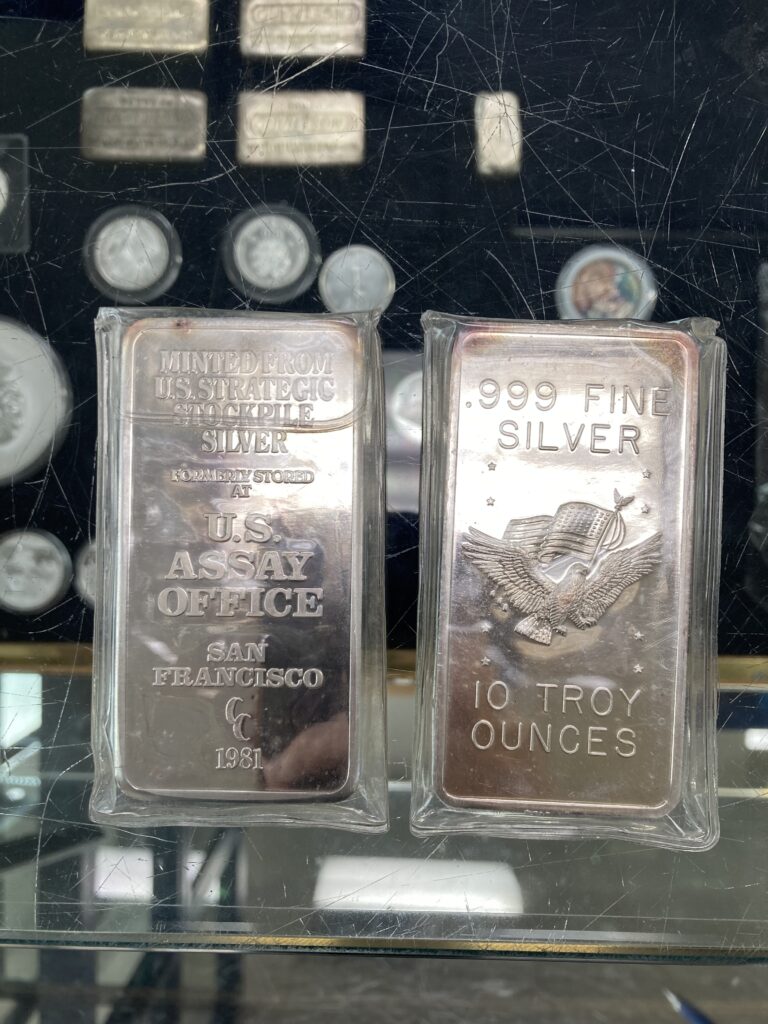 MINTED FROM
U.S. STRATEGIC
STOCKPILE
SILVER
FORMERLY STORED
AT
U.S.
ASSAY
OFFICE
SAN
FRANCISCO
CC
1981
.999 FINE
SILVER
10 TROY
OUNCES